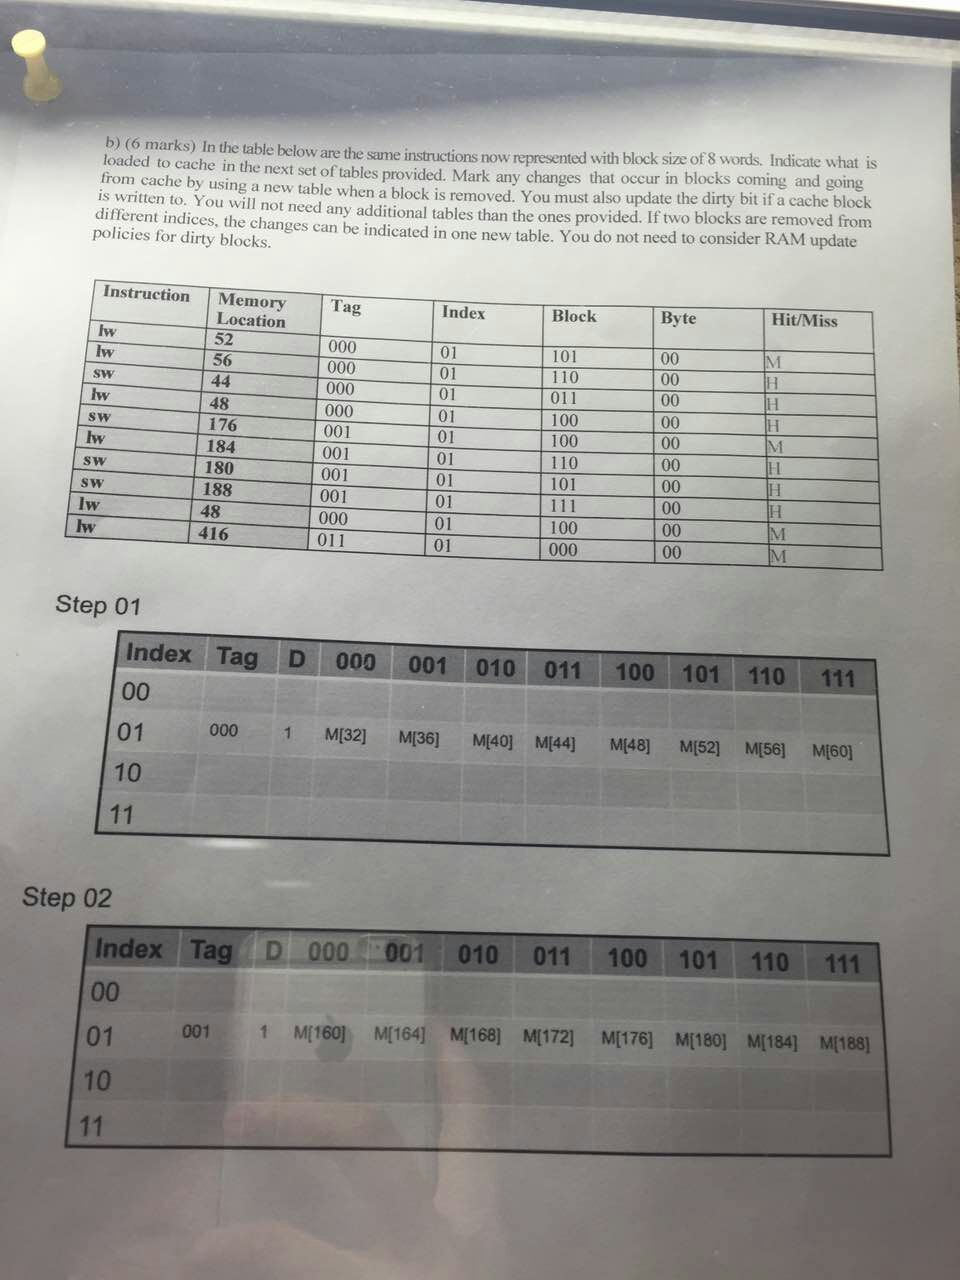 b) (6 marks) In the table below are the same instructions now represented with block size of 8 words. Indicate what is
loaded to cache in the next set of tables provided. Mark any changes that occur in blocks coming and going
from cache by using a new table when a block is removed. You must also update the dirty bit if a cache block
is written to. You will not need any additional tables than the ones provided. If two blocks are removed from
different indices, the changes can be indicated in one new table. You do not need to consider RAM update
policies for dirty blocks.
Instruction Memory Location Tag Index Block Byte Hit/Miss
lw 52 000 01 101 00 M
lw 56 000 01 110 00 H
sw 44 000 01 011 00 H
lw 48 000 01 100 00 H
sw 176 001 01 100 00 M
lw 184 001 01 110 00 H
sw 180 001 01 101 00 H
sw 188 001 01 111 00 H
lw 48 000 01 100 00 M
lw 416 011 01 000 00 M
Step 01
Index Tag D 000 001 010 011 100 101 110 111
00
01 000 1 M[32] M[36] M[40] M[44] M[48] M[52] M[56] M[60]
10
11
Step 02
Index Tag D 000 001 010 011 100 101 110 111
00
01 001 1 M[160] M[164] M[168] M[172] M[176] M[180] M[184] M[188]
10
11